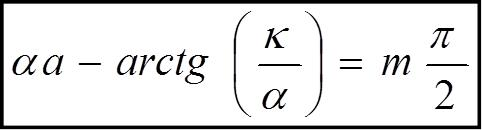 αa − arctg (κ/α) = m π/2